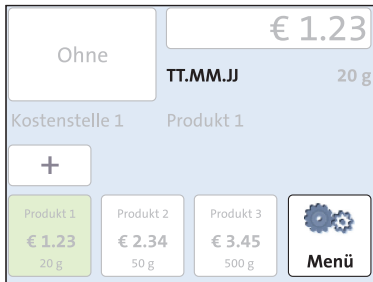 Ohne
€ 1.23
TT.MM.JJ 20 g
Kostenstelle 1 Produkt 1
+
Produkt 1 Produkt 2 Produkt 3
€ 1.23 € 2.34 € 3.45
20 g 50 g 500 g
Menü